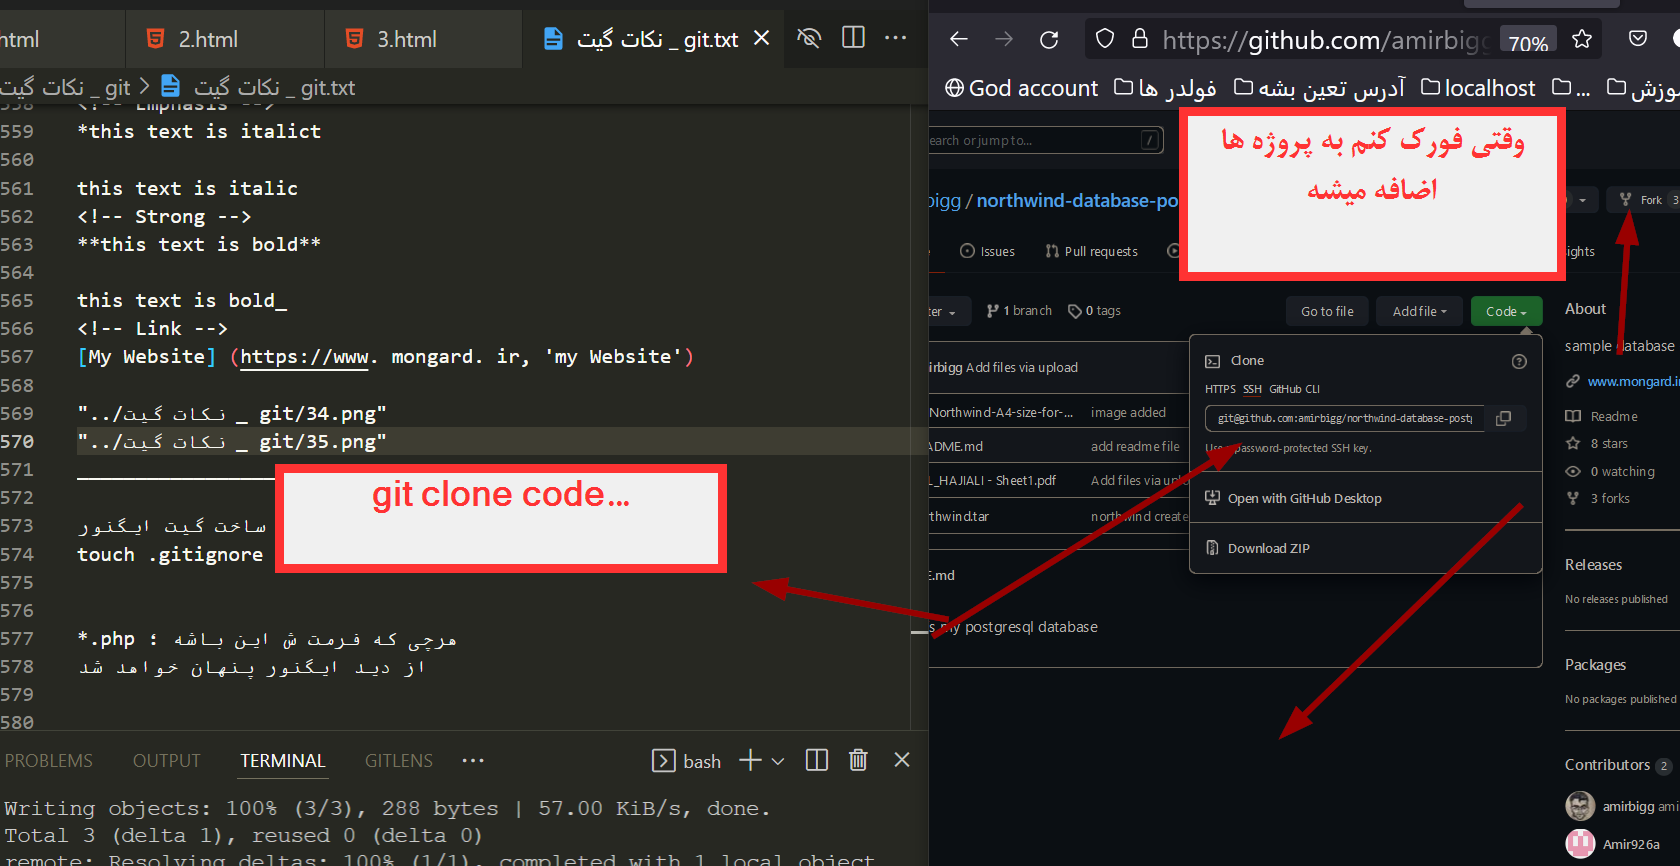 2.html
3.html
نکات گیت _ git.txt
نکات گیت _ git > نکات گیت _ git.txt
<!-- Emphasis -->
559 *this text is italict
560
561 this text is italic
562 <!-- Strong -->
563 **this text is bold**
564
565 this text is bold_
566 <!-- Link -->
567 [My Website] (https://www. mongard. ir, 'my Website')
568
569 "../نکات گیت _ git/34.png"
570 "../نکات گیت _ git/35.png"
571
572
573 ساخت گیت ایگنور
574 touch .gitignore
575
576
577 *.php ؛ هرچی که فرمت ش این باشه
578 از دید ایگنور پنهان خواهد شد
579
580
git clone code...
PROBLEMS OUTPUT TERMINAL GITLENS ...
bash
Writing objects: 100% (3/3), 288 bytes | 57.00 KiB/s, done.
Total 3 (delta 1), reused 0 (delta 0)
remote: Resolving deltas: 100% (1/1), completed with 1 local object
https://github.com/amirbigg
70%
God account فولدر ها آدرس تعین بشه localhost ...
وقتی فورک کنم به پروژه ها
اضافه میشه
earch or jump to... /
bigg / northwind-database-po
Fork 3
Issues Pull requests
ights
ter 1 branch 0 tags Go to file Add file Code
irbigg Add files via upload
Northwind-A4-size-for-... image added
ADME.md add readme file
L_HAJIALI - Sheet1.pdf Add files via uplo
rthwind.tar northwind create
E.md
s my postgresql database
Clone
HTTPS SSH GitHub CLI
git@github.com:amirbigg/northwind-database-postg
Use a password-protected SSH key.
Open with GitHub Desktop
Download ZIP
About
sample database
www.mongard.i
Readme
8 stars
0 watching
3 forks
Releases
No releases published
Packages
No packages published
Contributors 2
amirbigg ami
Amir926a